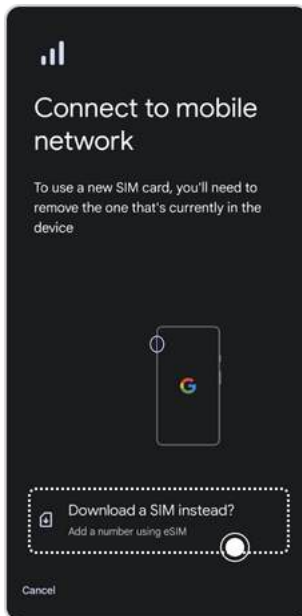 Connect to mobile
network
To use a new SIM card, you'll need to
remove the one that's currently in the
device
G
Download a SIM instead?
Add a number using eSIM
Cancel